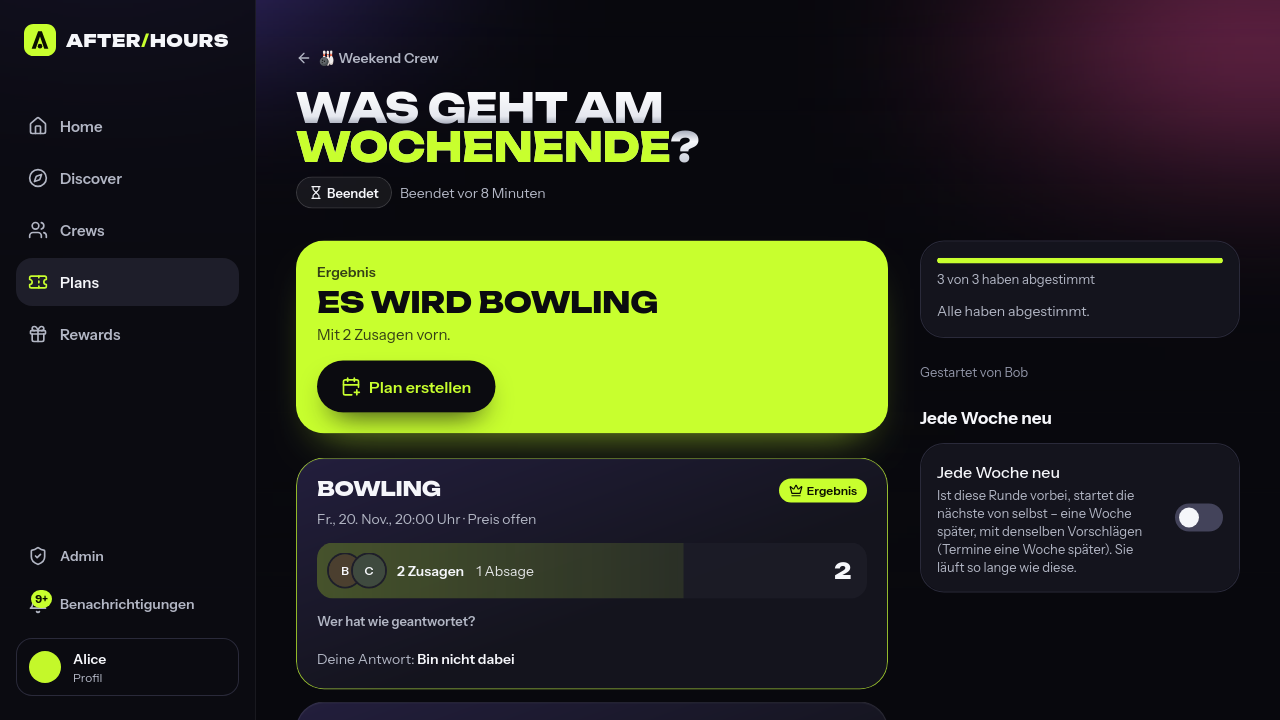 AFTER/HOURS
Home
Discover
Crews
Plans
Rewards
Admin
9+
Benachrichtigungen
Alice
Profil
Weekend Crew
WAS GEHT AM
WOCHENENDE?
Beendet
Beendet vor 8 Minuten
Ergebnis
ES WIRD BOWLING
Mit 2 Zusagen vorn.
Plan erstellen
BOWLING
Ergebnis
Fr., 20. Nov., 20:00 Uhr · Preis offen
B C 2 Zusagen 1 Absage 2
Wer hat wie geantwortet?
Deine Antwort: Bin nicht dabei
3 von 3 haben abgestimmt
Alle haben abgestimmt.
Gestartet von Bob
Jede Woche neu
Jede Woche neu
Ist diese Runde vorbei, startet die
nächste von selbst – eine Woche
später, mit denselben Vorschlägen
(Termine eine Woche später). Sie
läuft so lange wie diese.